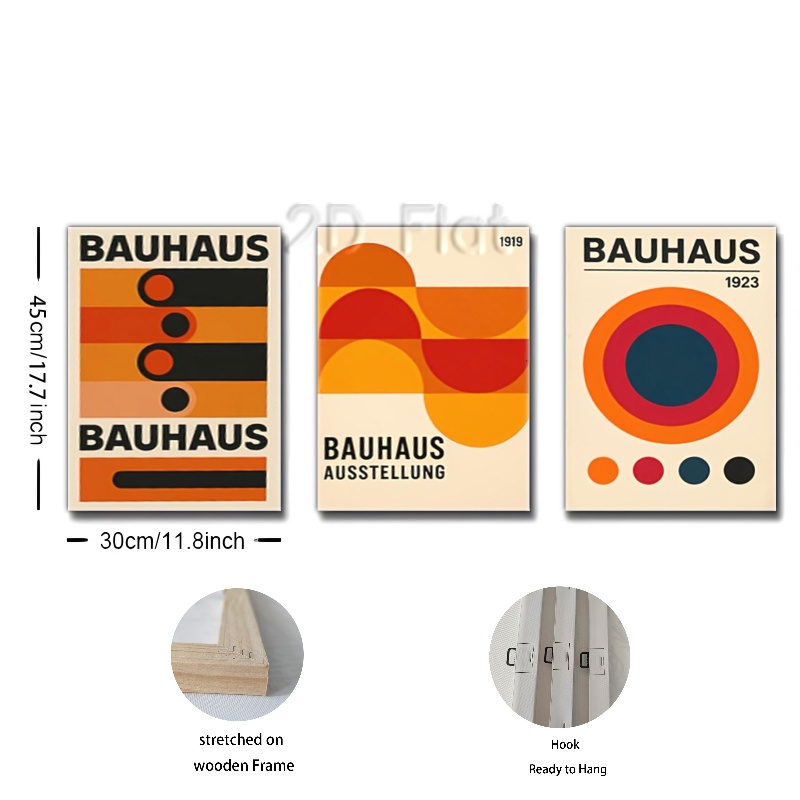 2D Flat
BAUHAUS
BAUHAUS
1919
BAUHAUS
AUSSTELLUNG
BAUHAUS
1923
45cm/17.7inch
30cm/11.8inch
stretched on
wooden Frame
Hook
Ready to Hang